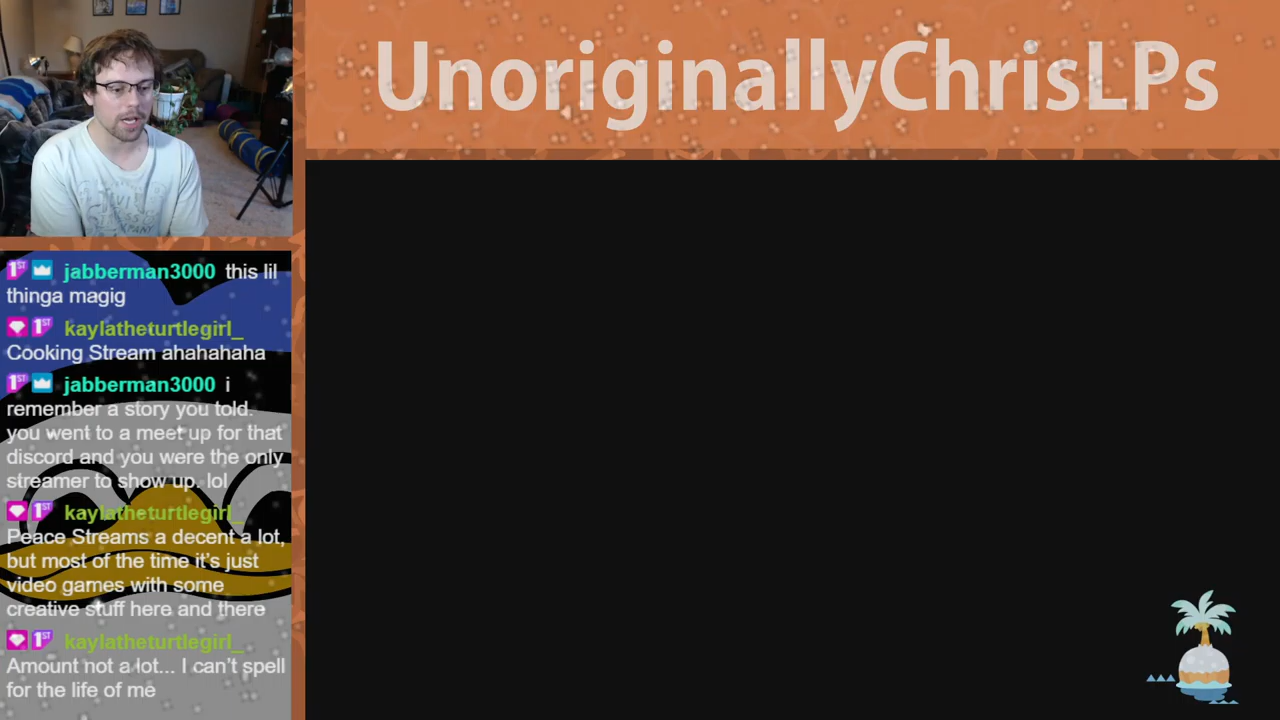 UnoriginallyChrisLPs
jabberman3000 this lil
thinga magig
kaylatheturtlegirl_
Cooking Stream ahahahaha
jabberman3000 i
remember a story you told.
you went to a meet up for that
discord and you were the only
streamer to show up. lol
kaylatheturtlegirl_
Peace Streams a decent a lot,
but most of the time it’s just
video games with some
creative stuff here and there
kaylatheturtlegirl_
Amount not a lot... I can’t spell
for the life of me